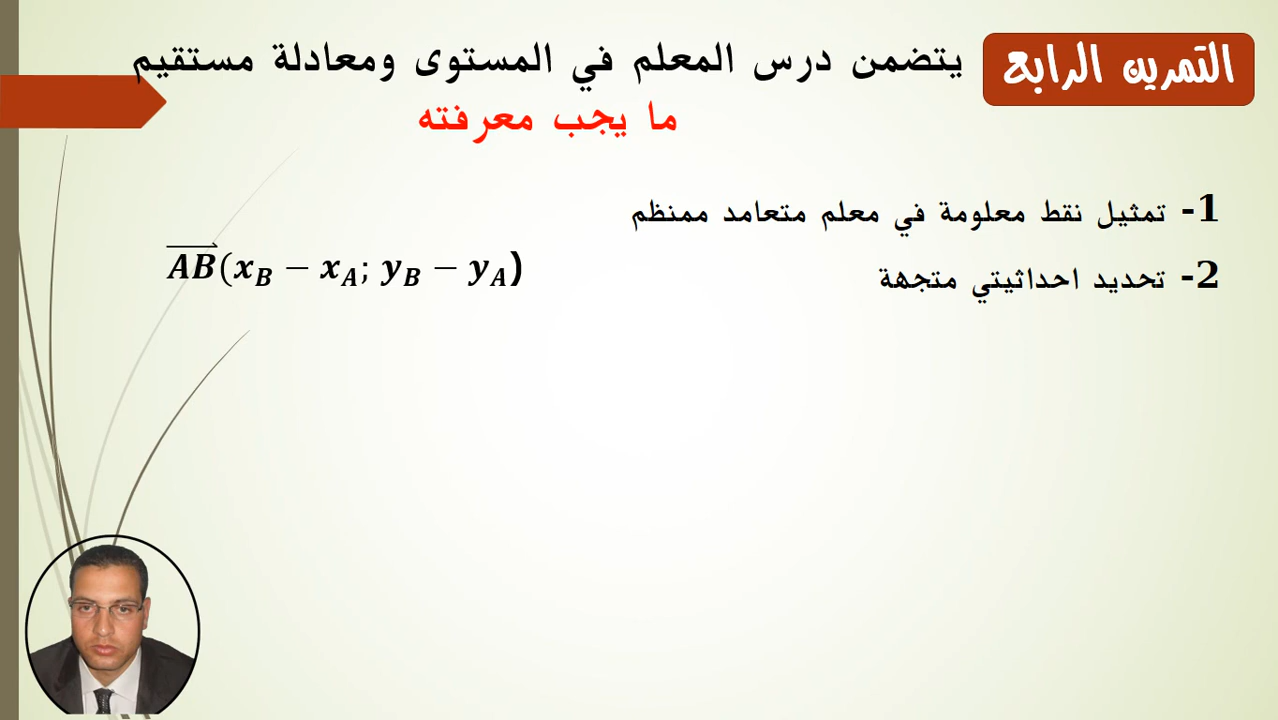 التمرين الرابع
يتضمن درس المعلم في المستوى ومعادلة مستقيم
ما يجب معرفته
1- تمثيل نقط معلومة في معلم متعامد ممنظم
2- تحديد احداثيتي متجهة
$\overrightarrow{AB}(x_B - x_A; y_B - y_A)$